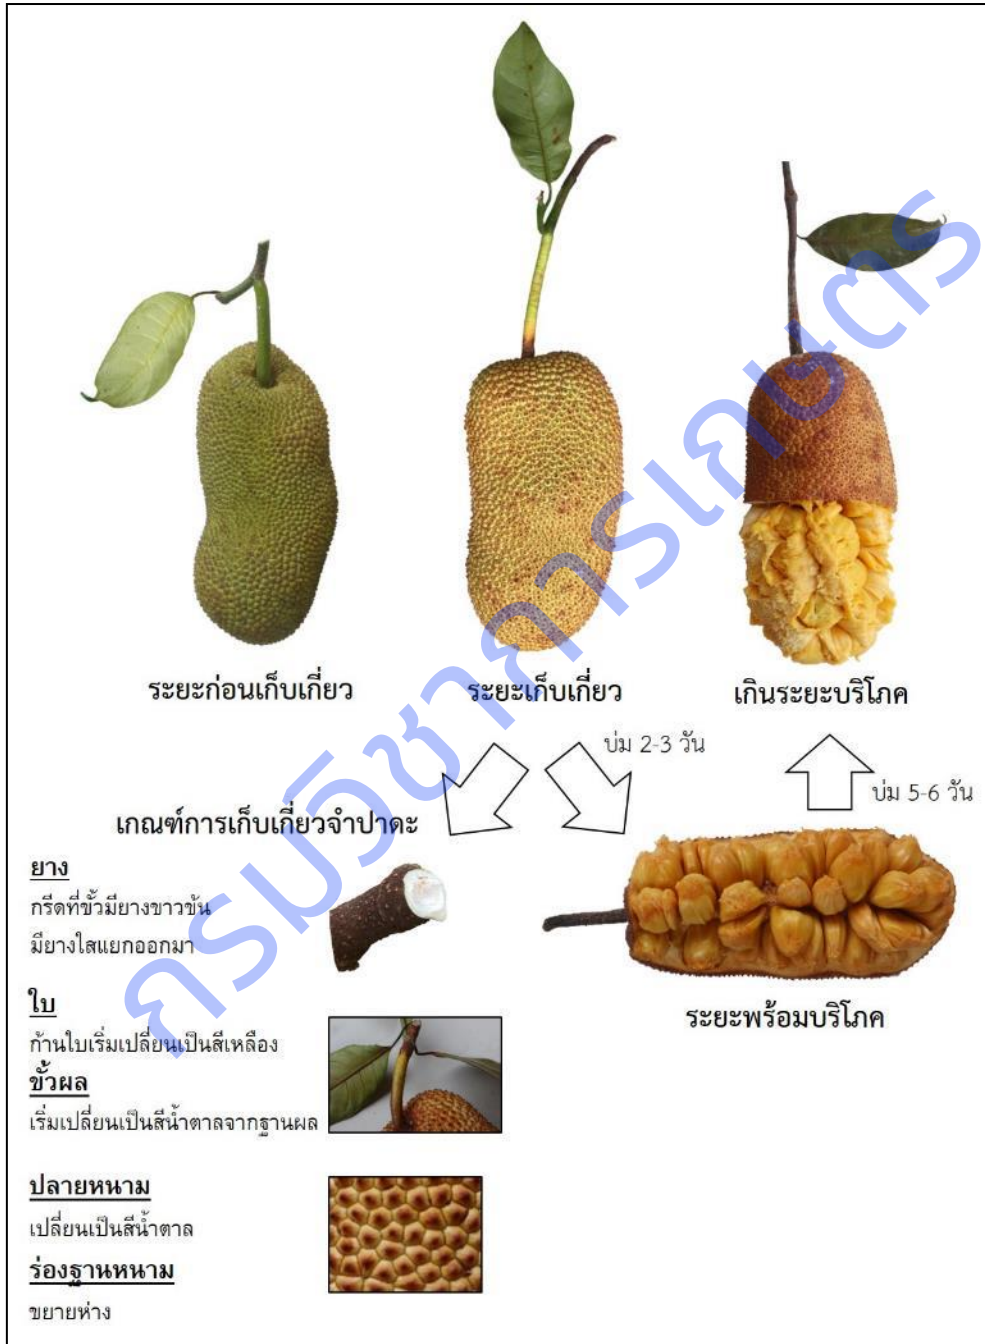 ระยะก่อนเก็บเกี่ยว
ระยะเก็บเกี่ยว
เกินระยะบริโภค
บ่ม 2-3 วัน
บ่ม 5-6 วัน
เกณฑ์การเก็บเกี่ยวจำปาดะ
ยาง
กรีดที่ขั้วมียางขาวข้น
มียางใสแยกออกมา
ระยะพร้อมบริโภค
ใบ
ก้านใบเริ่มเปลี่ยนเป็นสีเหลือง
ขั้วผล
เริ่มเปลี่ยนเป็นสีน้ำตาลจากฐานผล
ปลายหนาม
เปลี่ยนเป็นสีน้ำตาล
ร่องฐานหนาม
ขยายห่าง
กรมวิชาการเกษตร